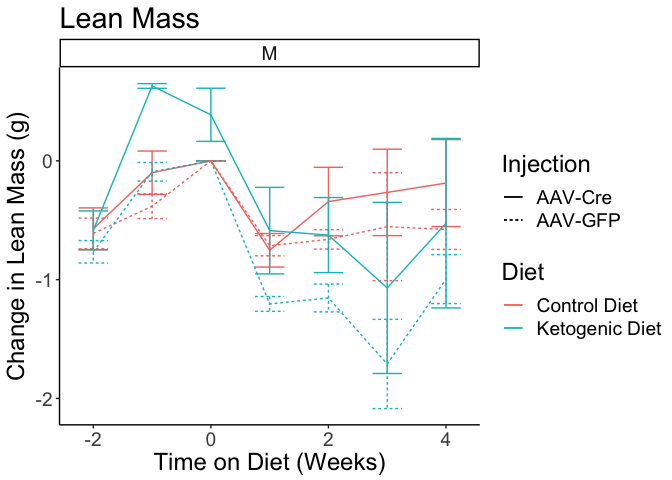 Lean Mass
M
Change in Lean Mass (g)
0
-1
-2
-2
0
2
4
Time on Diet (Weeks)
Injection
AAV-Cre
AAV-GFP
Diet
Control Diet
Ketogenic Diet